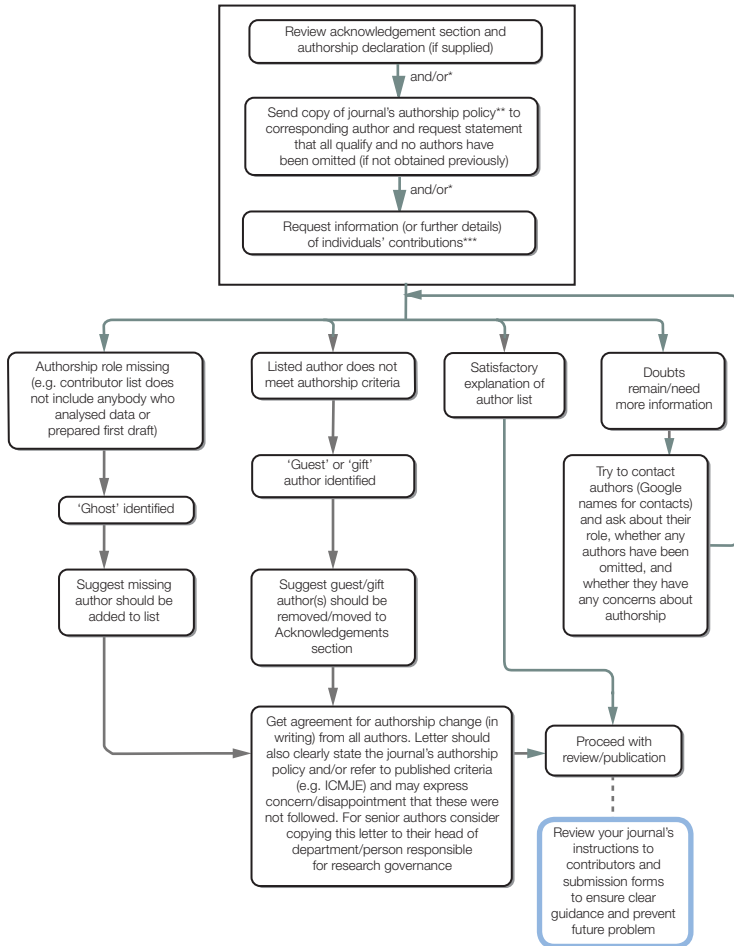 Review acknowledgement section and
authorship declaration (if supplied)
and/or*
Send copy of journal's authorship policy** to
corresponding author and request statement
that all qualify and no authors have
been omitted (if not obtained previously)
and/or*
Request information (or further details)
of individuals' contributions***
Authorship role missing
(e.g. contributor list does
not include anybody who
analysed data or
prepared first draft)
'Ghost' identified
Suggest missing
author should be
added to list
Listed author does not
meet authorship criteria
'Guest' or 'gift'
author identified
Suggest guest/gift
author(s) should be
removed/moved to
Acknowledgements
section
Get agreement for authorship change (in
writing) from all authors. Letter should
also clearly state the journal's authorship
policy and/or refer to published criteria
(e.g. ICMJE) and may express
concern/disappointment that these were
not followed. For senior authors consider
copying this letter to their head of
department/person responsible
for research governance
Satisfactory
explanation of
author list
Doubts
remain/need
more information
Try to contact
authors (Google
names for contacts)
and ask about their
role, whether any
authors have been
omitted, and
whether they have
any concerns about
authorship
Proceed with
review/publication
Review your journal's
instructions to
contributors and
submission forms
to ensure clear
guidance and prevent
future problem